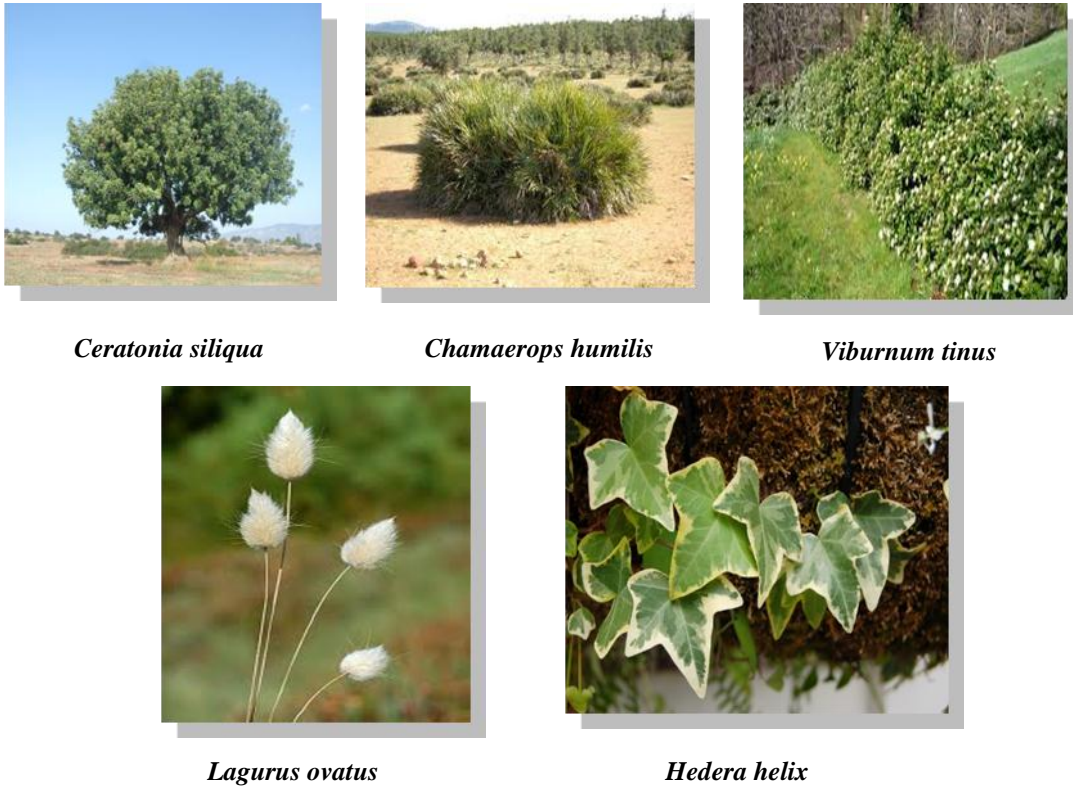 Ceratonia siliqua
Chamaerops humilis
Viburnum tinus
Lagurus ovatus
Hedera helix